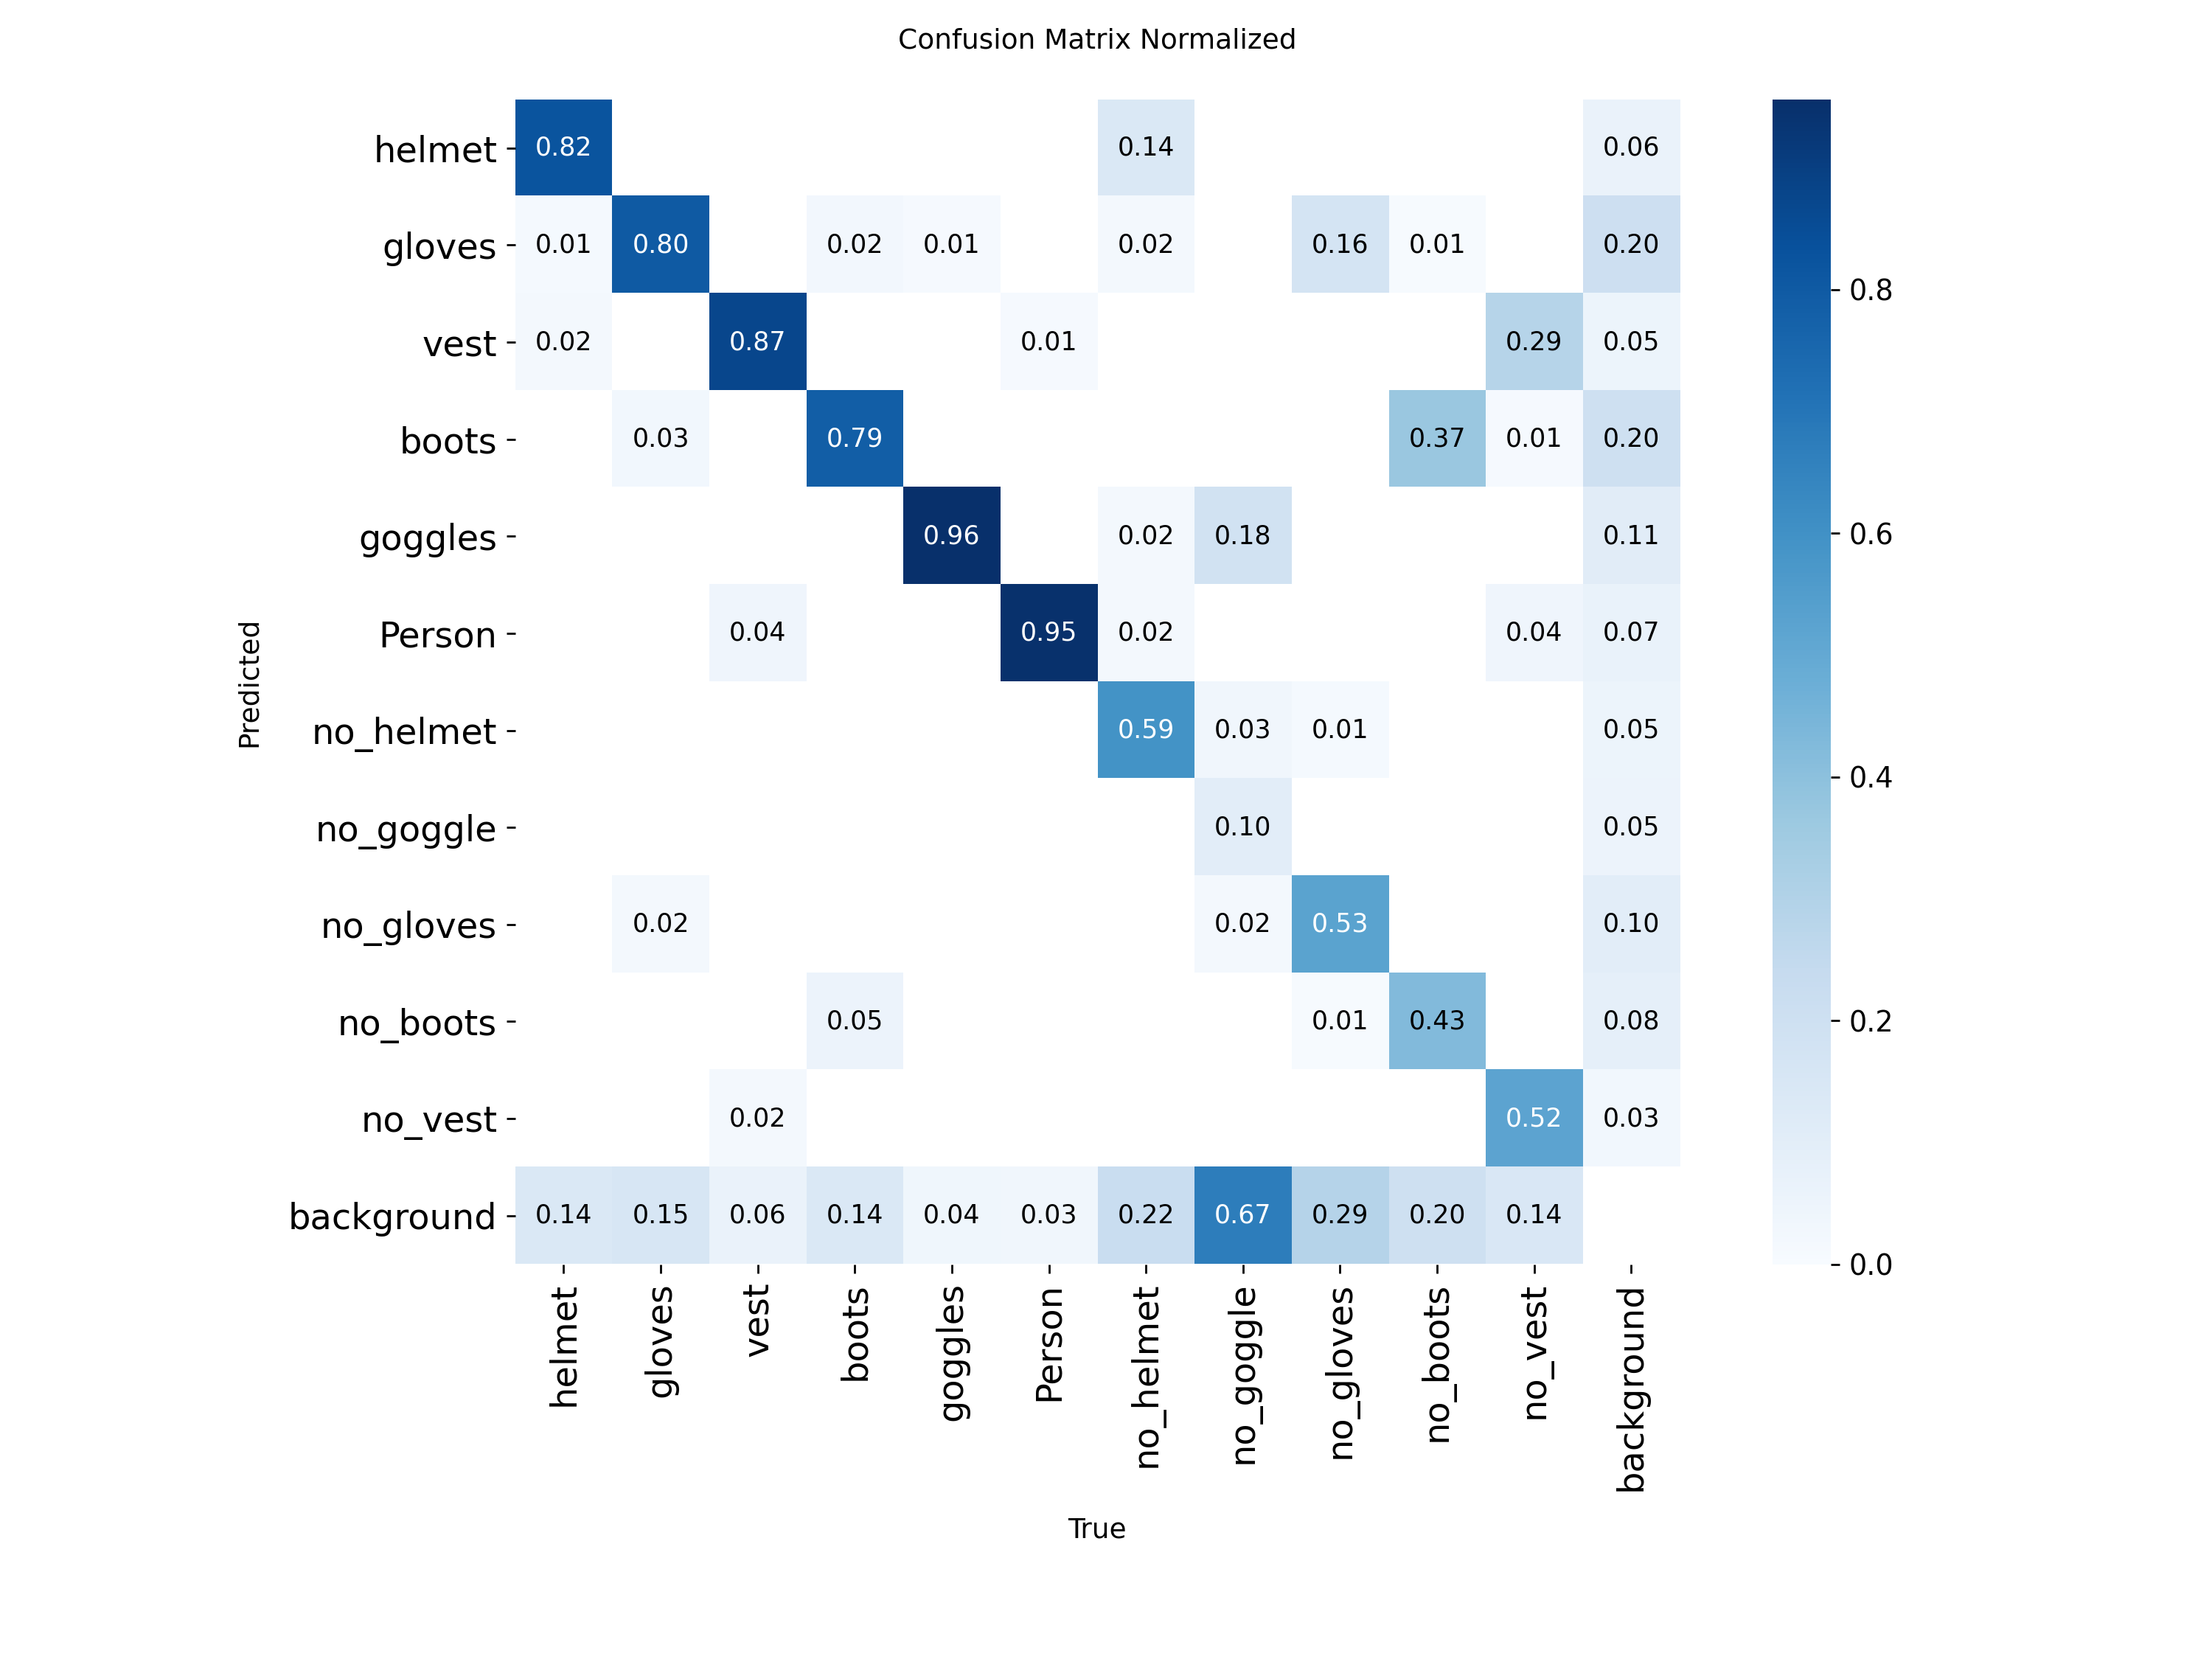 Confusion Matrix Normalized
helmet 0.82 0.14 0.06
gloves 0.01 0.80 0.02 0.01 0.02 0.16 0.01 0.20
0.8
vest 0.02 0.87 0.01 0.29 0.05
boots 0.03 0.79 0.37 0.01 0.20
goggles 0.96 0.02 0.18 0.11
0.6
Person 0.04 0.95 0.02 0.04 0.07
Predicted
no_helmet 0.59 0.03 0.01 0.05
0.4
no_goggle 0.10 0.05
no_gloves 0.02 0.02 0.53 0.10
no_boots 0.05 0.01 0.43 0.08
0.2
no_vest 0.02 0.52 0.03
background 0.14 0.15 0.06 0.14 0.04 0.03 0.22 0.67 0.29 0.20 0.14
0.0
helmet gloves vest boots goggles Person no_helmet no_goggle no_gloves no_boots no_vest background
True